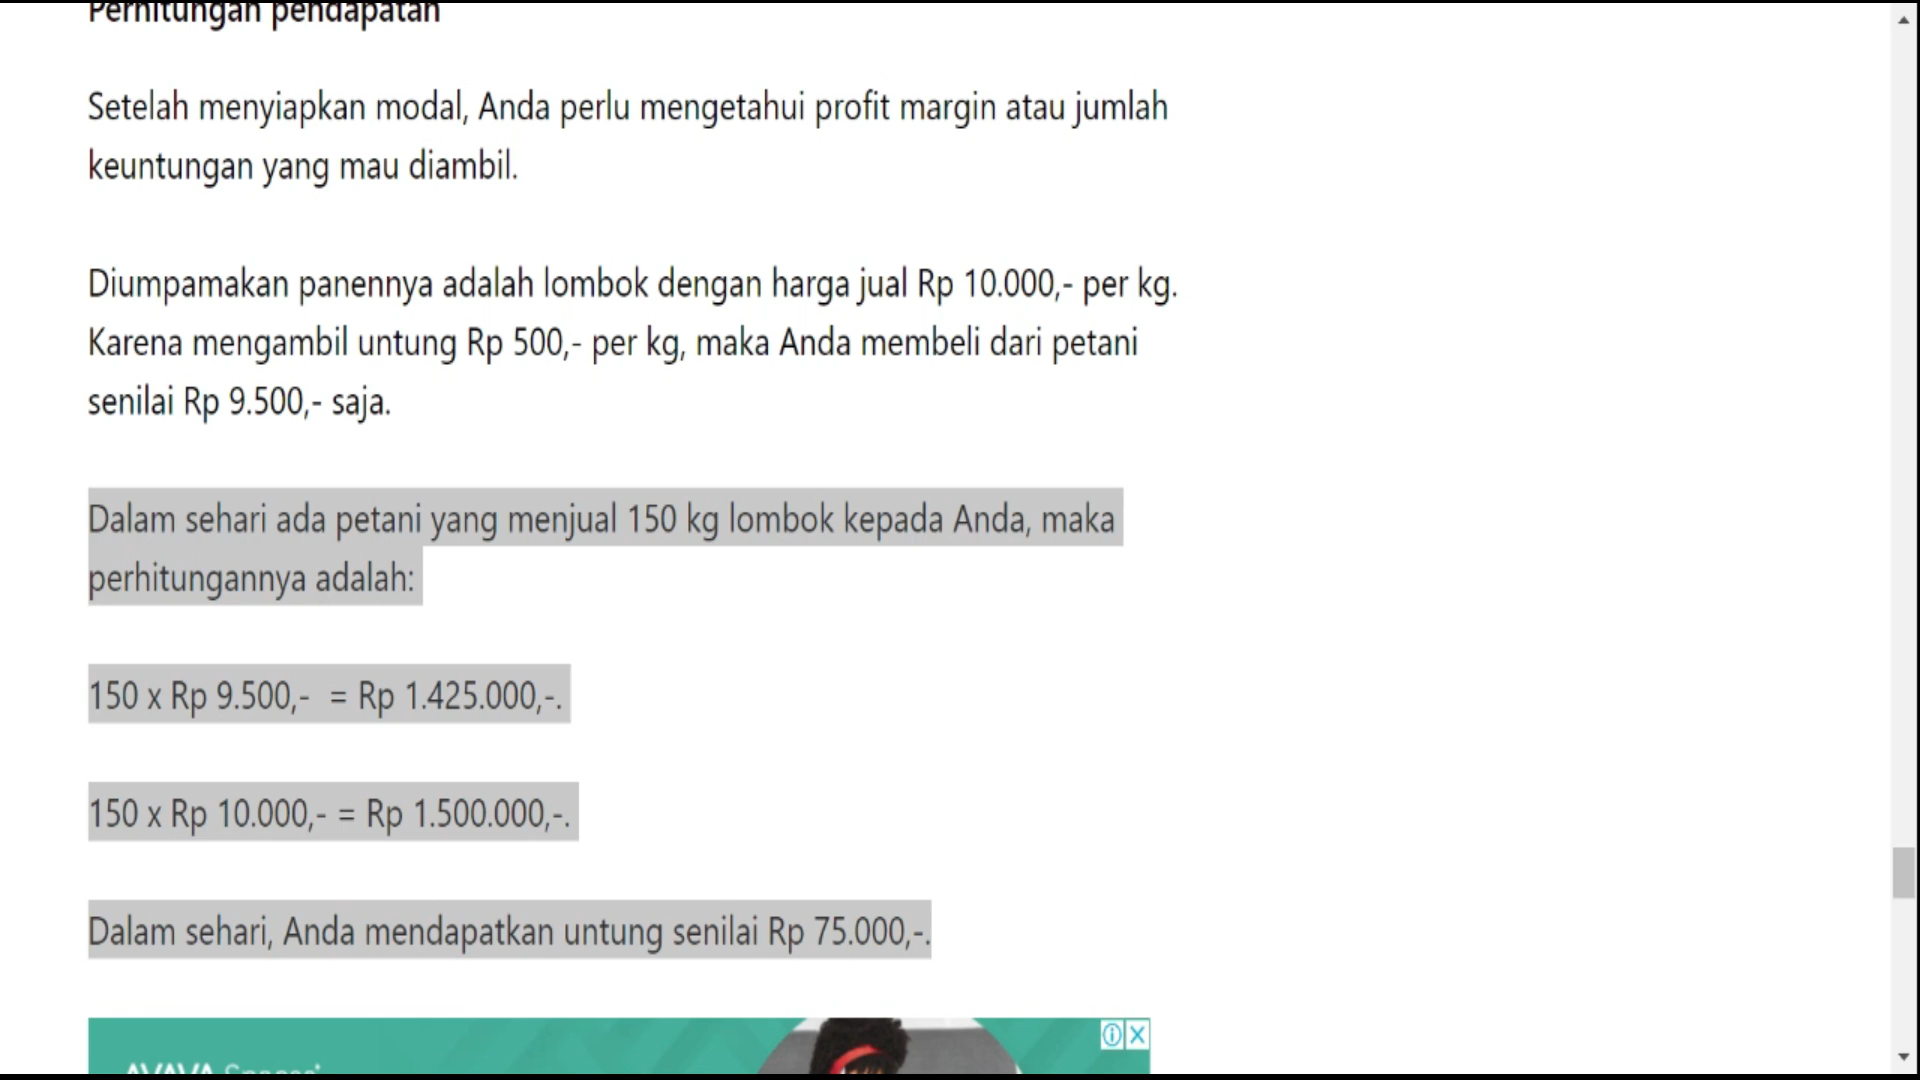 Perhitungan pendapatan
Setelah menyiapkan modal, Anda perlu mengetahui profit margin atau jumlah
keuntungan yang mau diambil.
Diumpamakan panennya adalah lombok dengan harga jual Rp 10.000,- per kg.
Karena mengambil untung Rp 500,- per kg, maka Anda membeli dari petani
senilai Rp 9.500,- saja.
Dalam sehari ada petani yang menjual 150 kg lombok kepada Anda, maka
perhitungannya adalah:
150 x Rp 9.500,-  = Rp 1.425.000,-.
150 x Rp 10.000,- = Rp 1.500.000,-.
Dalam sehari, Anda mendapatkan untung senilai Rp 75.000,-.
AVAYA Spaces